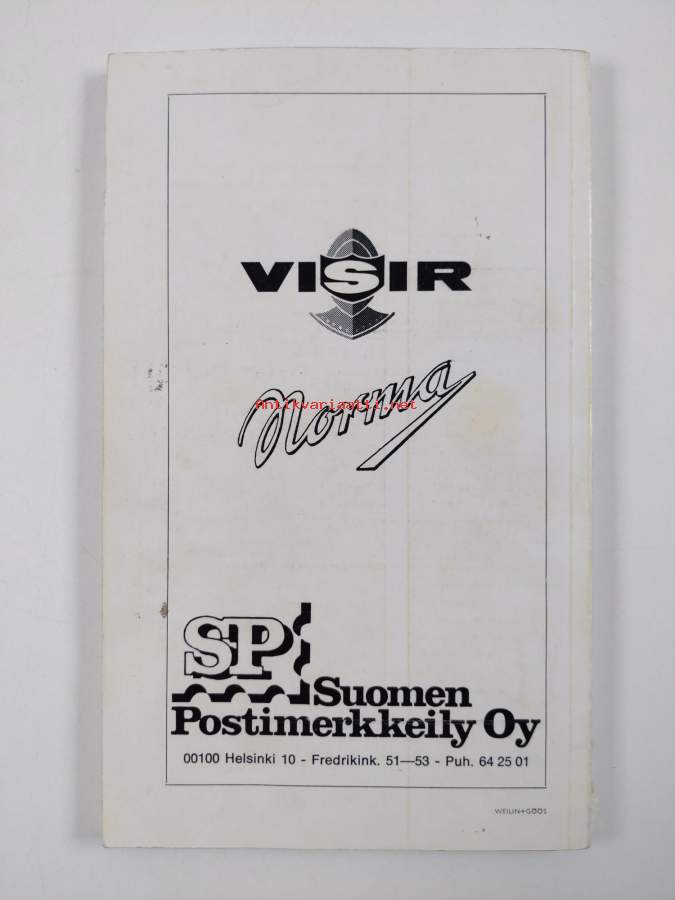 VISIR
Norma
Antikvariaatti.net
SP
Suomen
Postimerkkeily Oy
00100 Helsinki 10 - Fredrikink. 51—53 - Puh. 64 25 01
WEILIN+GÖÖS